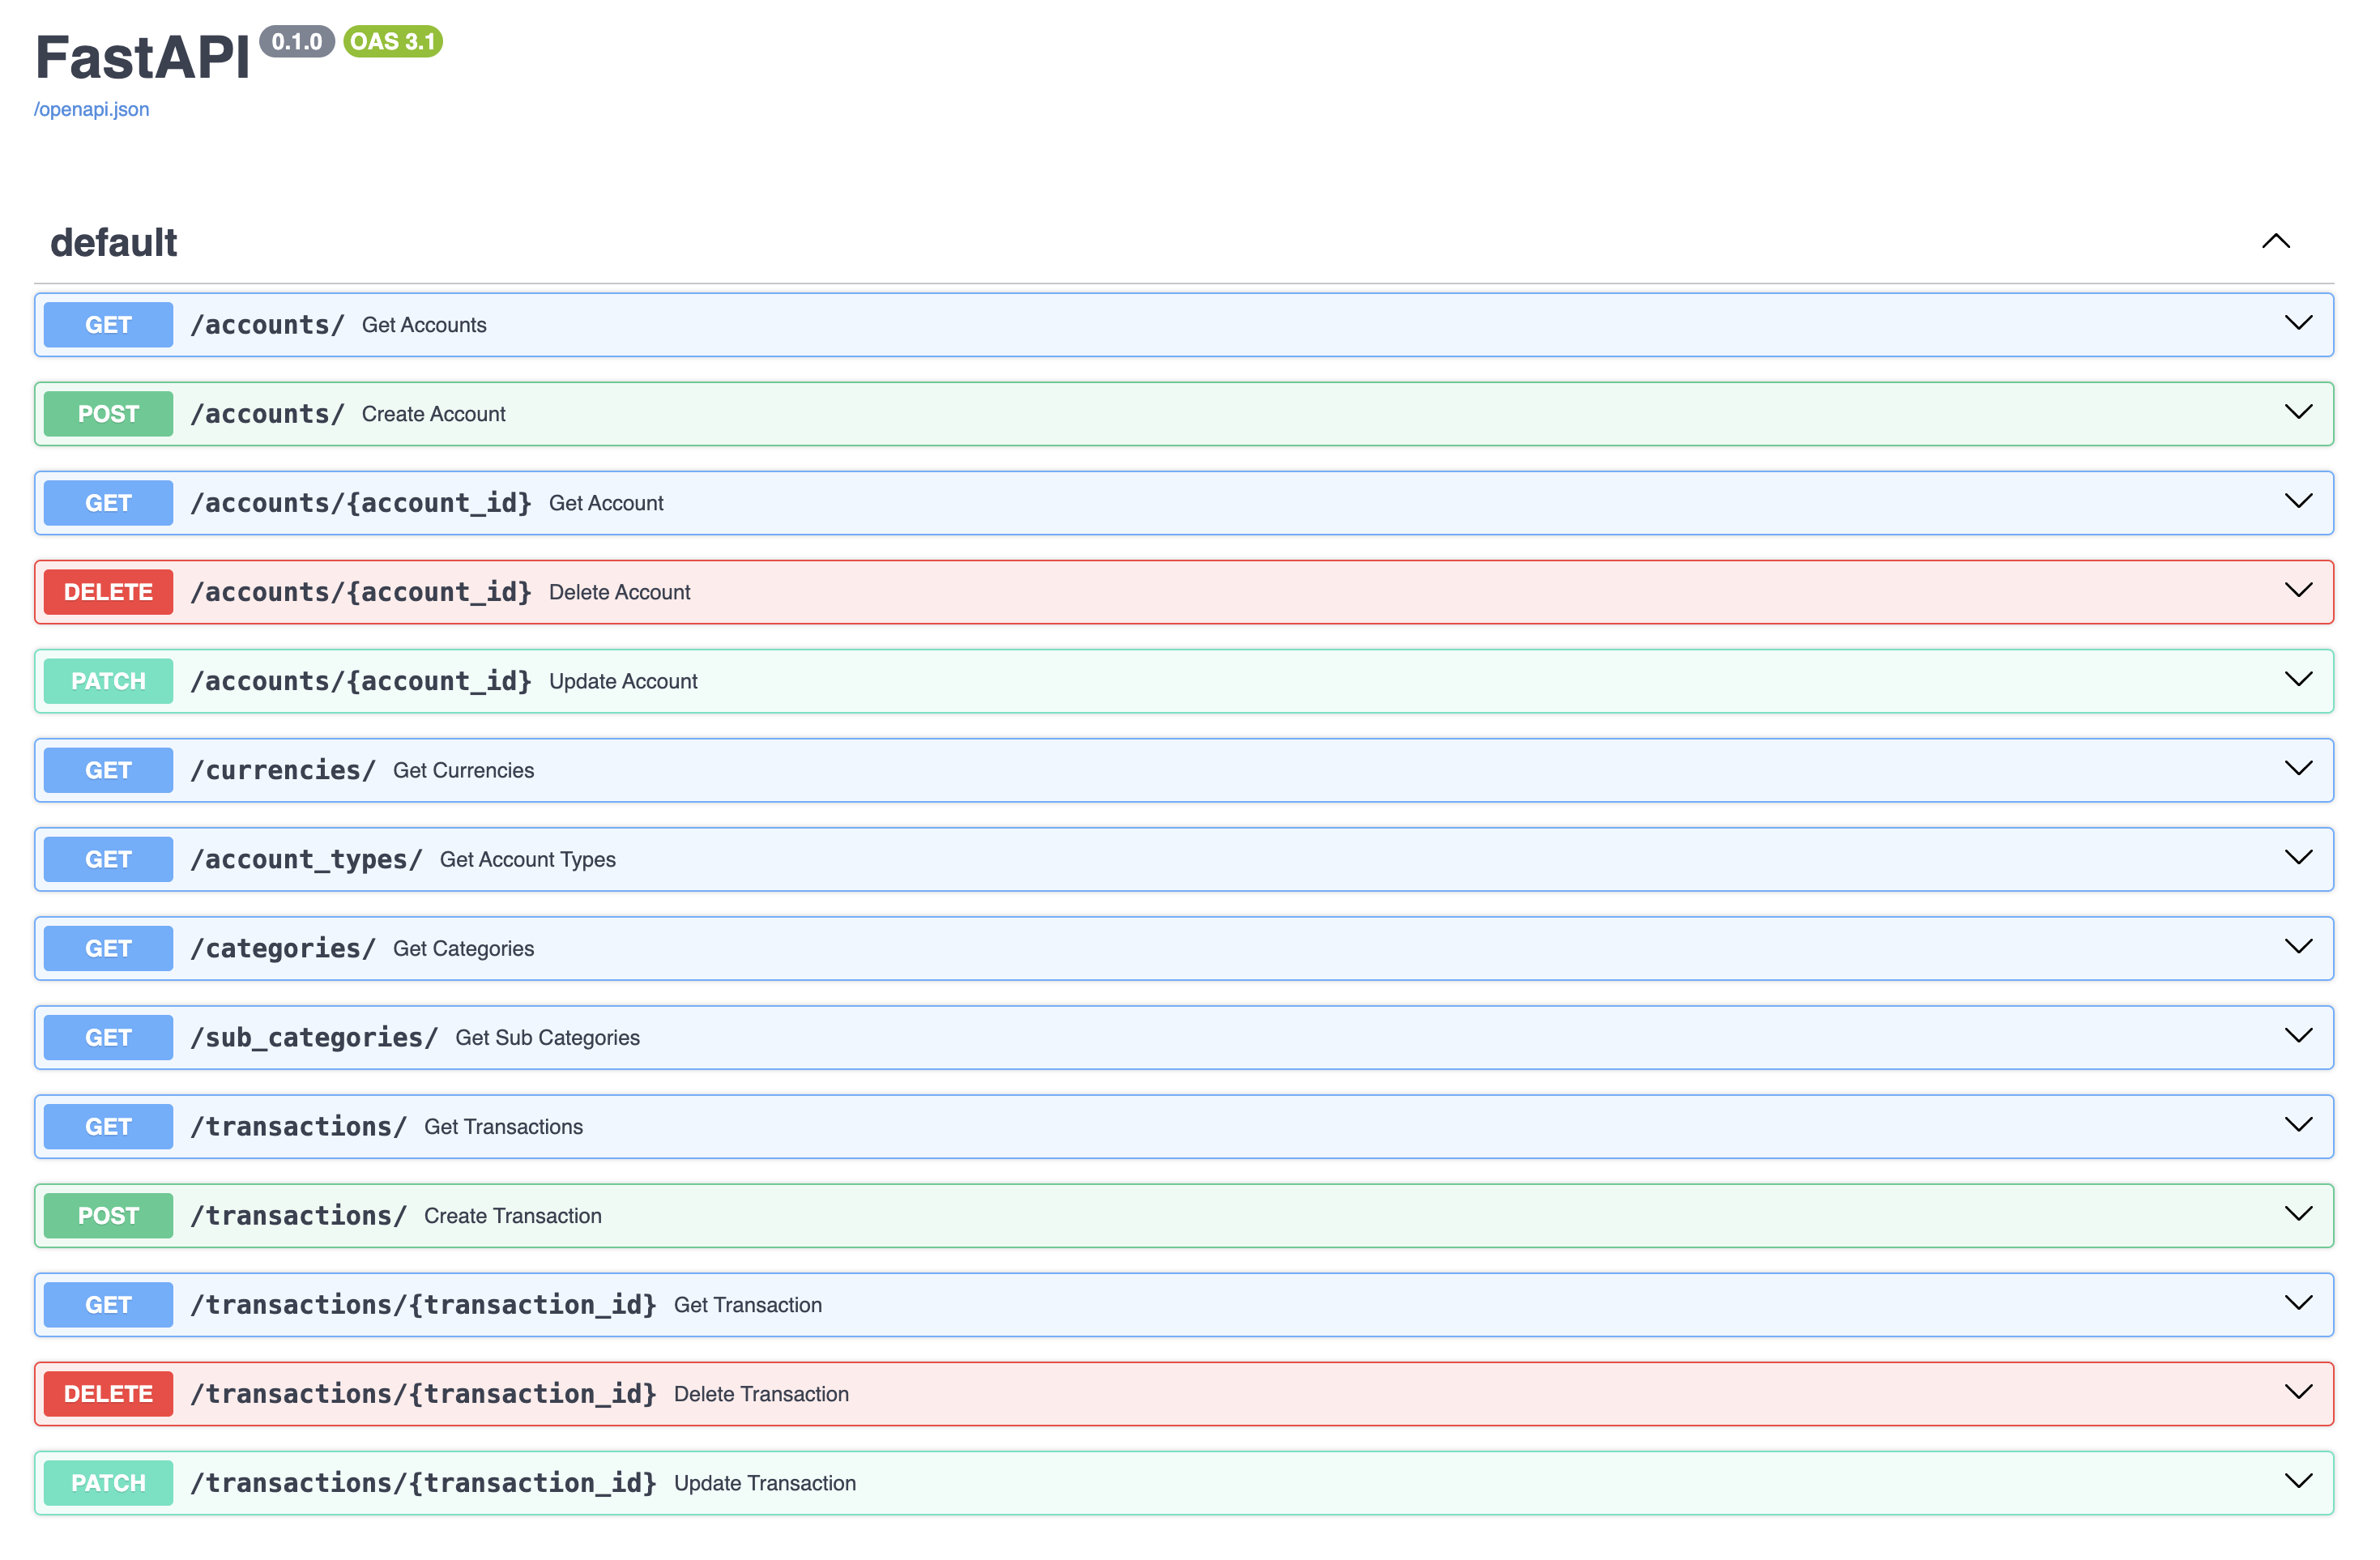 FastAPI 0.1.0 OAS 3.1
/openapi.json
default
GET /accounts/ Get Accounts
POST /accounts/ Create Account
GET /accounts/{account_id} Get Account
DELETE /accounts/{account_id} Delete Account
PATCH /accounts/{account_id} Update Account
GET /currencies/ Get Currencies
GET /account_types/ Get Account Types
GET /categories/ Get Categories
GET /sub_categories/ Get Sub Categories
GET /transactions/ Get Transactions
POST /transactions/ Create Transaction
GET /transactions/{transaction_id} Get Transaction
DELETE /transactions/{transaction_id} Delete Transaction
PATCH /transactions/{transaction_id} Update Transaction